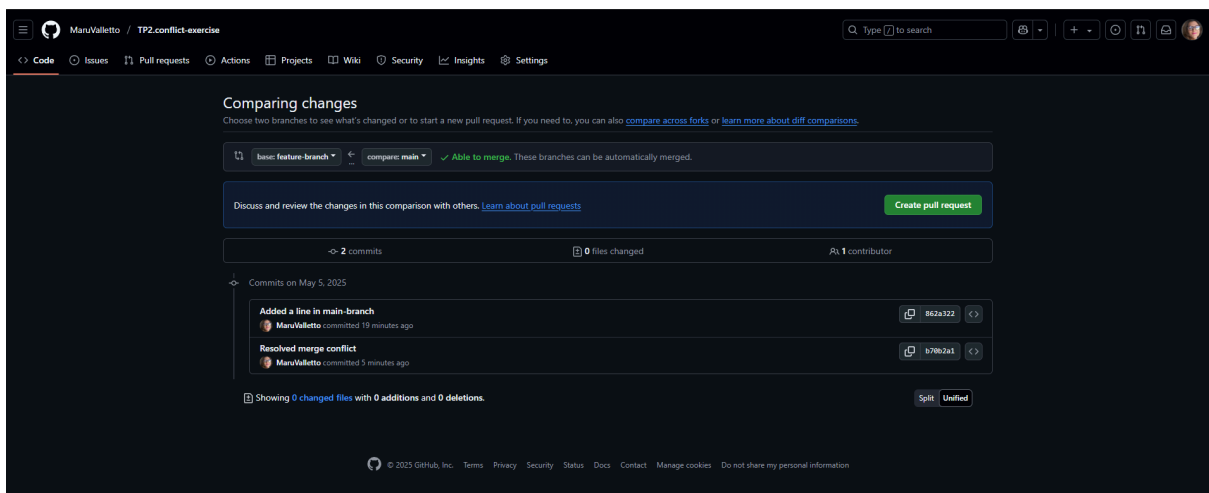 MaruValletto / TP2.conflict-exercise
Type / to search
Code Issues Pull requests Actions Projects Wiki Security Insights Settings
Comparing changes
Choose two branches to see what's changed or to start a new pull request. If you need to, you can also compare across forks or learn more about diff comparisons.
base: feature-branch ... compare: main Able to merge. These branches can be automatically merged.
Discuss and review the changes in this comparison with others. Learn about pull requests
Create pull request
2 commits 0 files changed 1 contributor
Commits on May 5, 2025
Added a line in main-branch
862a322
MaruValletto committed 19 minutes ago
Resolved merge conflict
b70b2a1
MaruValletto committed 5 minutes ago
Showing 0 changed files with 0 additions and 0 deletions.
Split Unified
© 2025 GitHub, Inc. Terms Privacy Security Status Docs Contact Manage cookies Do not share my personal information